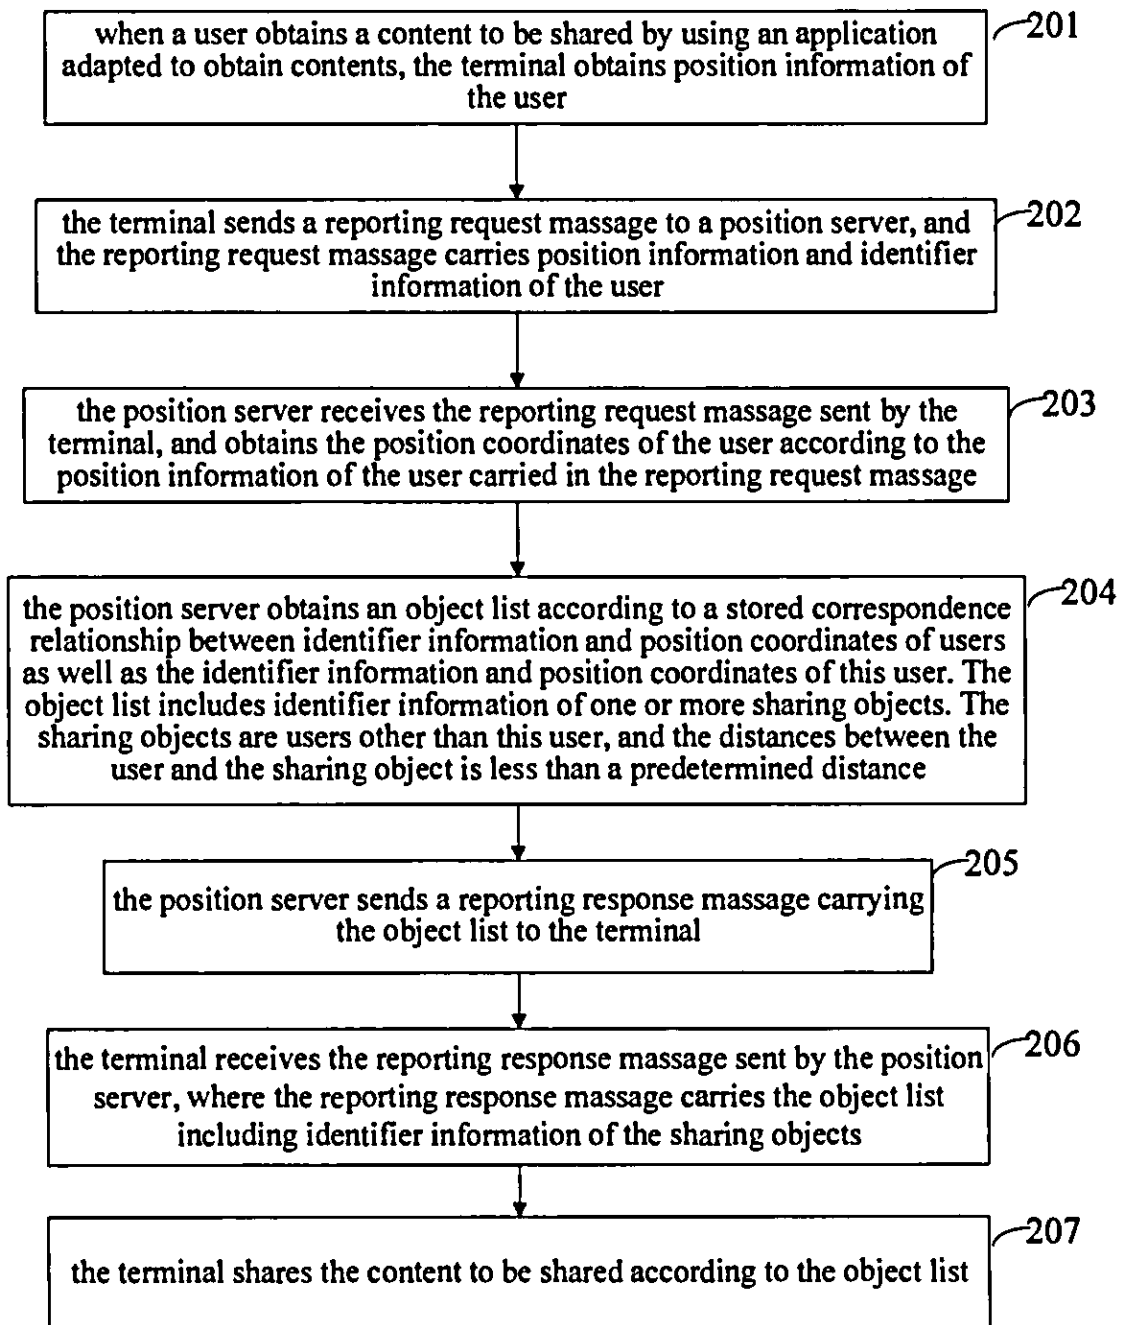 when a user obtains a content to be shared by using an application
adapted to obtain contents, the terminal obtains position information of
the user
201
the terminal sends a reporting request massage to a position server, and
the reporting request massage carries position information and identifier
information of the user
202
the position server receives the reporting request massage sent by the
terminal, and obtains the position coordinates of the user according to the
position information of the user carried in the reporting request massage
203
the position server obtains an object list according to a stored correspondence
relationship between identifier information and position coordinates of users
as well as the identifier information and position coordinates of this user. The
object list includes identifier information of one or more sharing objects. The
sharing objects are users other than this user, and the distances between the
user and the sharing object is less than a predetermined distance
204
the position server sends a reporting response massage carrying
the object list to the terminal
205
the terminal receives the reporting response massage sent by the position
server, where the reporting response massage carries the object list
including identifier information of the sharing objects
206
the terminal shares the content to be shared according to the object list
207